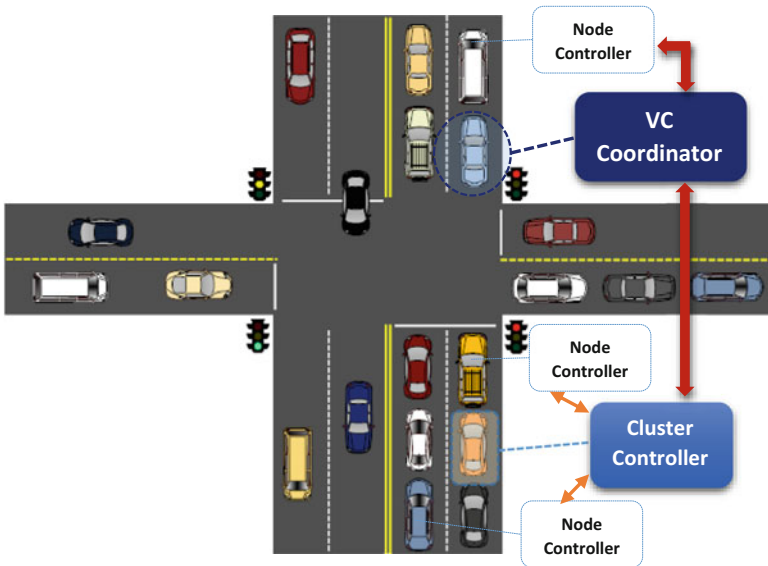 Node
Controller
VC
Coordinator
Node
Controller
Cluster
Controller
Node
Controller